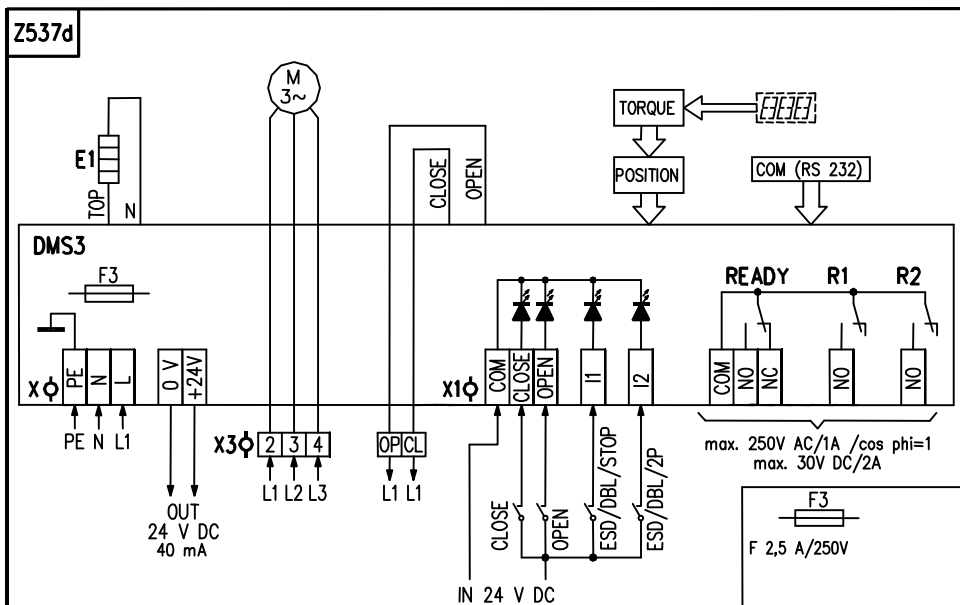 Z537d
M
3~
E1
TOP
N
CLOSE
OPEN
TORQUE
POSITION
COM (RS 232)
DMS3
F3
READY
R1
R2
X
PE
N
L
0 V
+24V
X1
COM
CLOSE
OPEN
I1
I2
COM
NO
NC
NO
NO
PE N L1
X3
2 3 4
OP CL
L1 L2 L3
L1 L1
OUT
24 V DC
40 mA
CLOSE
OPEN
ESD/DBL/STOP
ESD/DBL/2P
IN 24 V DC
max. 250V AC/1A /cos phi=1
max. 30V DC/2A
F3
F 2,5 A/250V